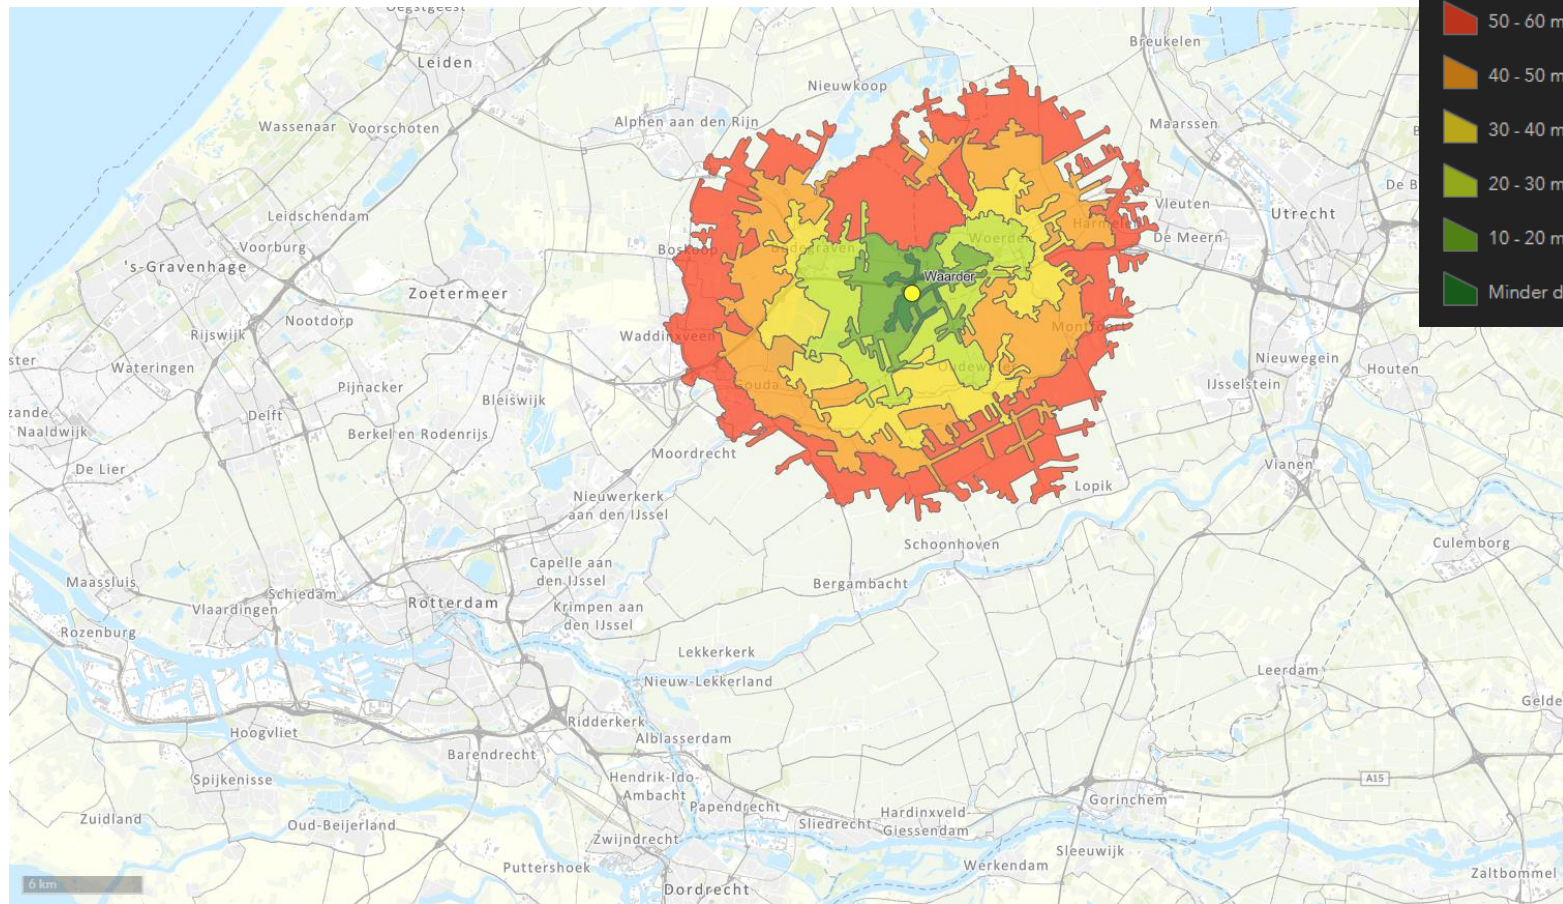 Oegstgeest
Leiden
Breukelen
Nieuwkoop
Wassenaar
Voorschoten
Alphen aan den Rijn
Maarssen
Leidschendam
Vleuten
Utrecht
De Meern
Harmelen
Voorburg
Boskoop
Bodegraven
Woerden
's-Gravenhage
Waarder
Zoetermeer
Nootdorp
Rijswijk
Waddinxveen
Montfoort
Wateringen
Nieuwegein
Houten
Pijnacker
Gouda
Oudewater
IJsselstein
Bleiswijk
Delft
zande
Naaldwijk
Berkel en Rodenrijs
De Lier
Moordrecht
Vianen
Lopik
Nieuwerkerk
aan den IJssel
Schoonhoven
Culemborg
Capelle aan
den IJssel
Bergambacht
Maassluis
Schiedam
Vlaardingen
Rotterdam
Krimpen aan
den IJssel
Rozenburg
Lekkerkerk
Leerdam
Nieuw-Lekkerland
Gelde
Ridderkerk
Hoogvliet
Alblasserdam
Barendrecht
Spijkenisse
Hendrik-Ido-
Ambacht
A15
Papendrecht
Gorinchem
Zuidland
Oud-Beijerland
Sliedrecht
Hardinxveld
Giessendam
Zwijndrecht
Sleeuwijk
Puttershoek
Werkendam
Zaltbommel
Dordrecht
6 km
50 - 60 m
40 - 50 m
30 - 40 m
20 - 30 m
10 - 20 m
Minder d
ster
De B